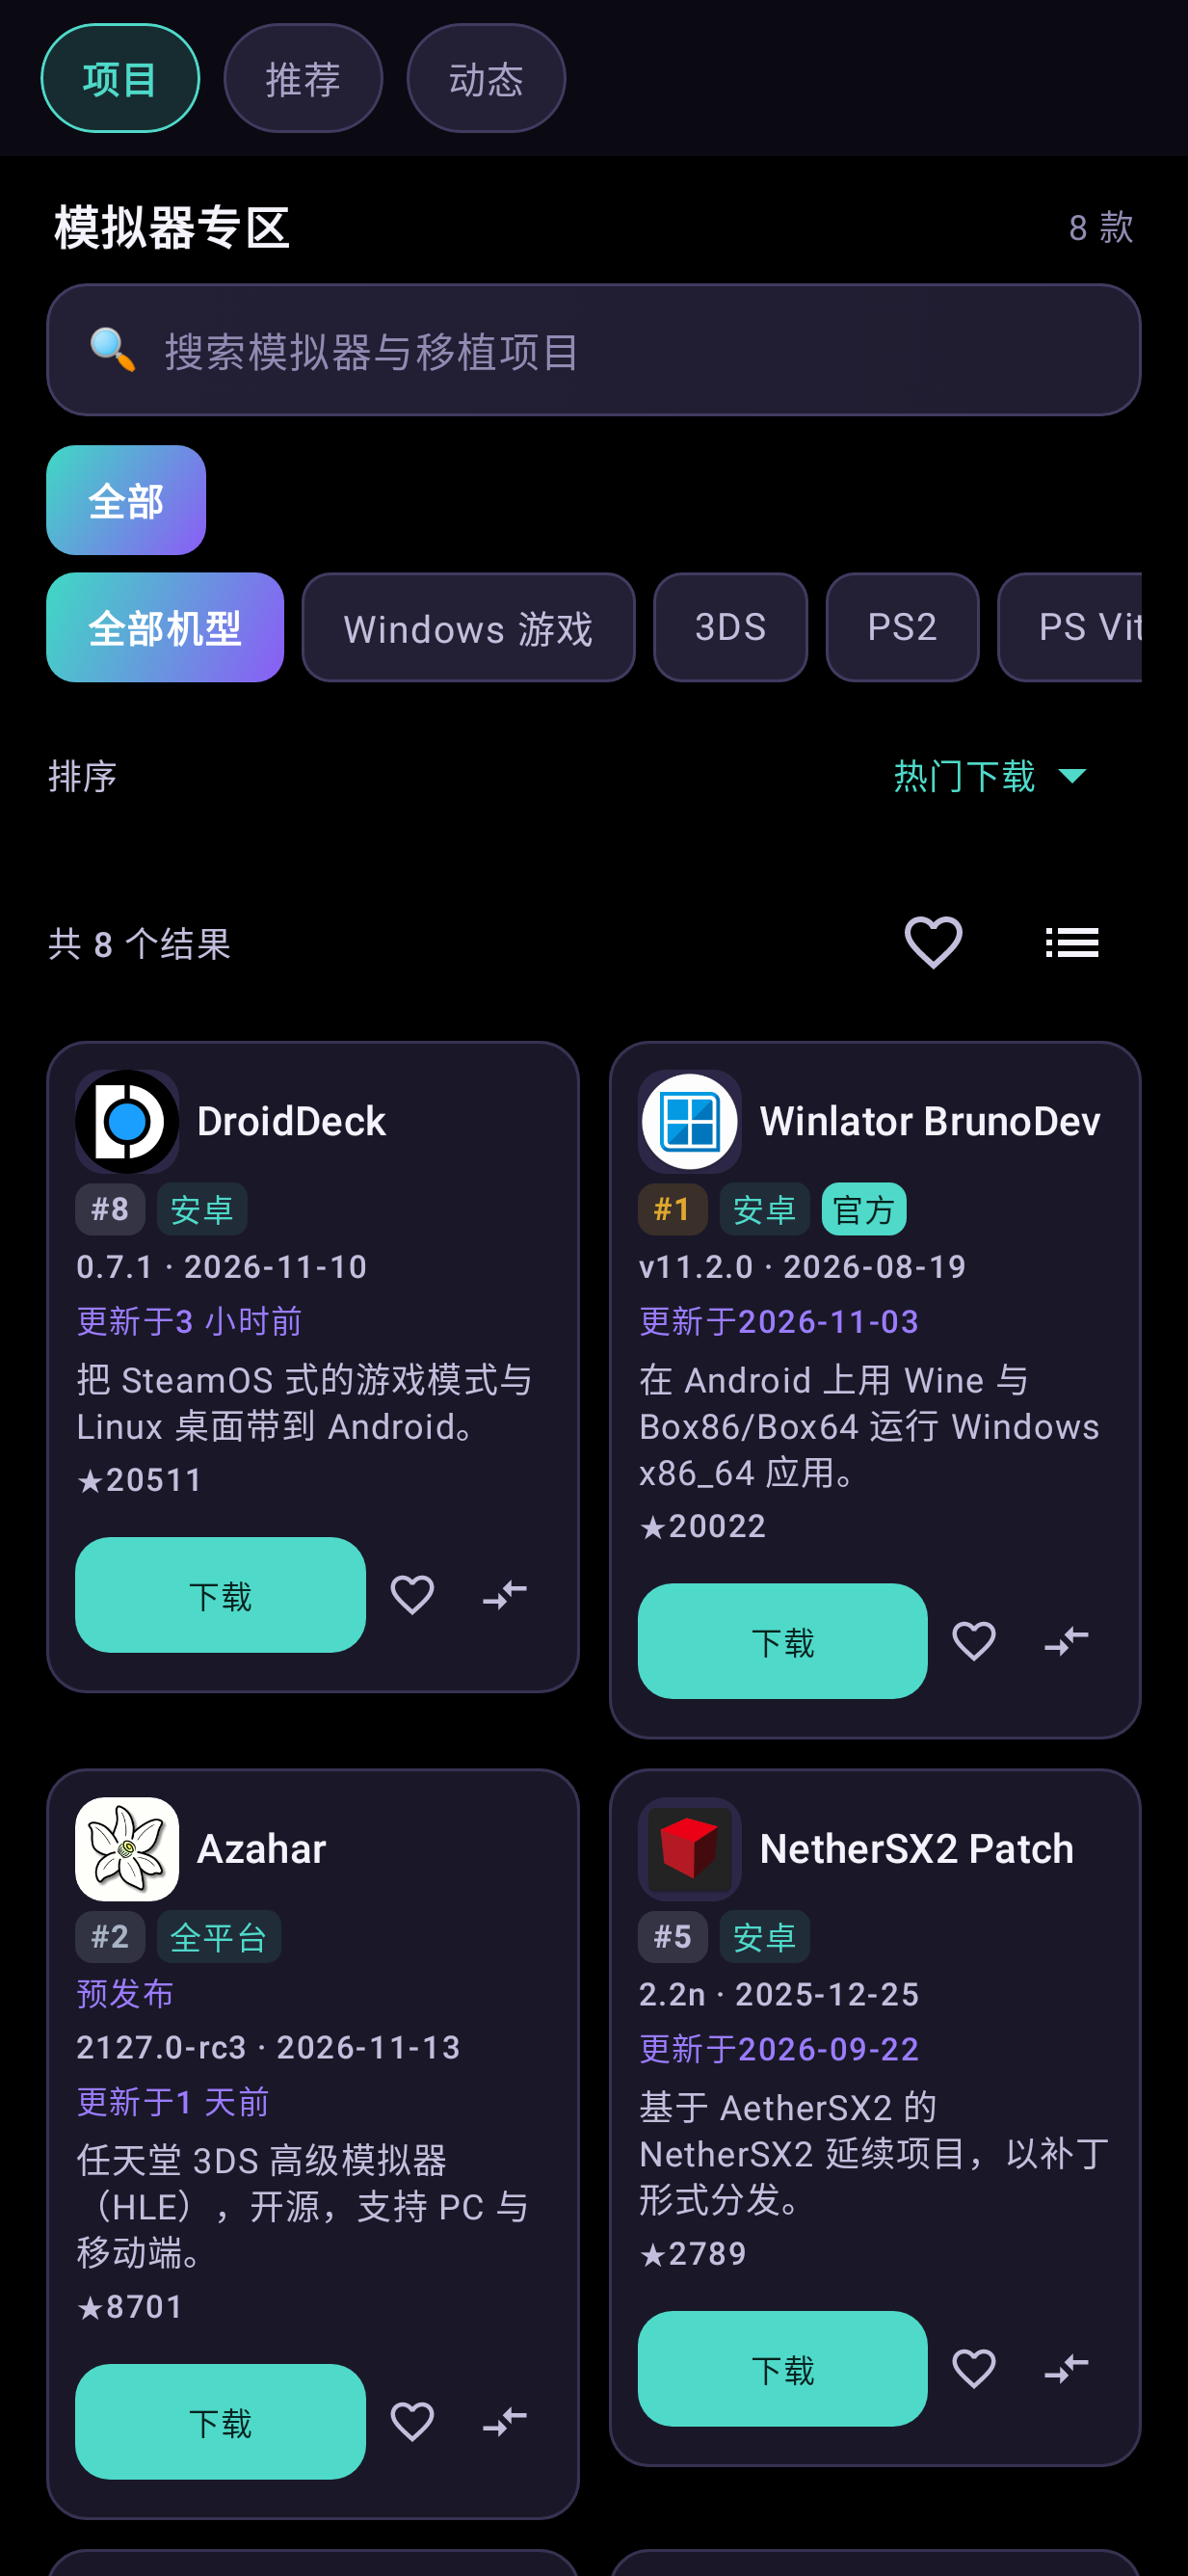 项目
推荐
动态
模拟器专区
8 款
搜索模拟器与移植项目
全部
全部机型
Windows 游戏
3DS
PS2
PS Vit
排序
热门下载
共 8 个结果
DroidDeck
#8
安卓
0.7.1 · 2026-11-10
更新于3 小时前
把 SteamOS 式的游戏模式与
Linux 桌面带到 Android。
★20511
下载
Winlator BrunoDev
#1
安卓
官方
v11.2.0 · 2026-08-19
更新于2026-11-03
在 Android 上用 Wine 与
Box86/Box64 运行 Windows
x86_64 应用。
★20022
下载
Azahar
#2
全平台
预发布
2127.0-rc3 · 2026-11-13
更新于1 天前
任天堂 3DS 高级模拟器
（HLE），开源，支持 PC 与
移动端。
★8701
下载
NetherSX2 Patch
#5
安卓
2.2n · 2025-12-25
更新于2026-09-22
基于 AetherSX2 的
NetherSX2 延续项目，以补丁
形式分发。
★2789
下载